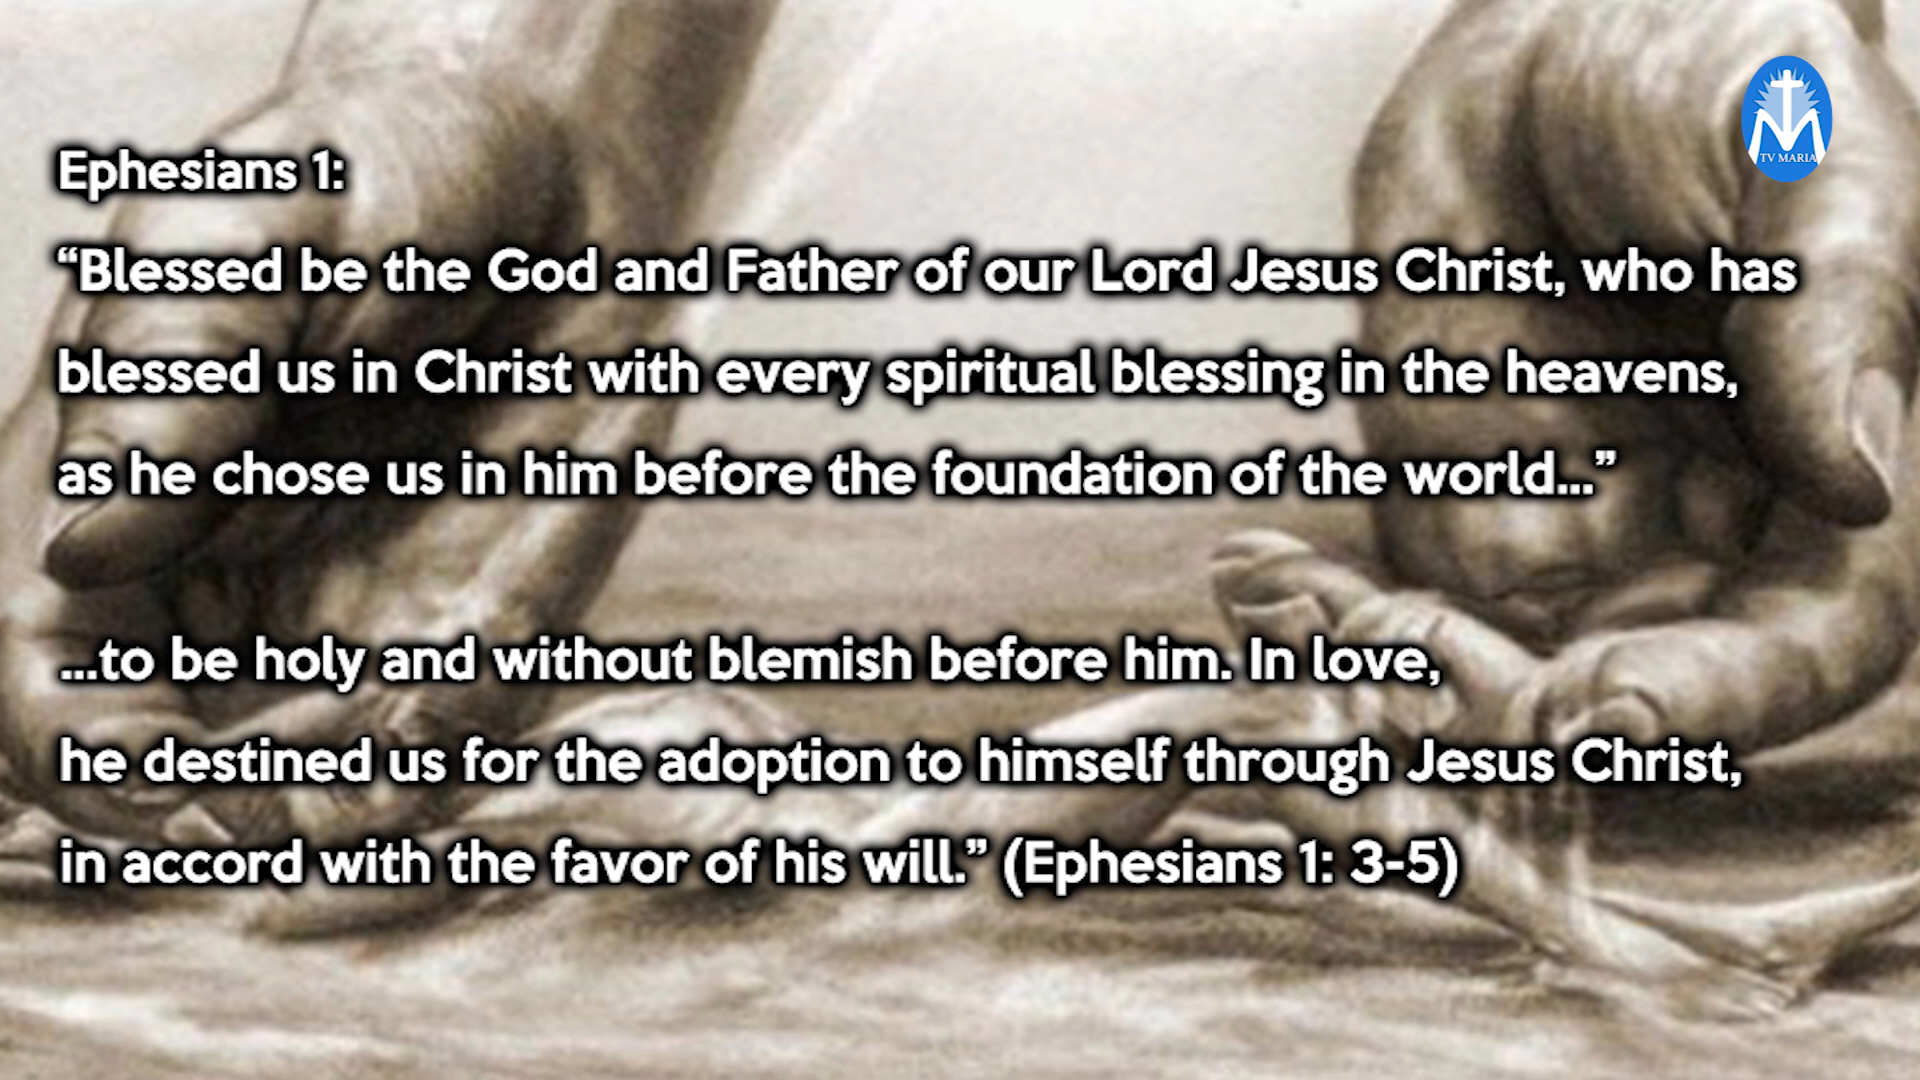 TV MARIA
Ephesians 1:
“Blessed be the God and Father of our Lord Jesus Christ, who has
blessed us in Christ with every spiritual blessing in the heavens,
as he chose us in him before the foundation of the world...”
...to be holy and without blemish before him. In love,
he destined us for the adoption to himself through Jesus Christ,
in accord with the favor of his will.” (Ephesians 1: 3-5)